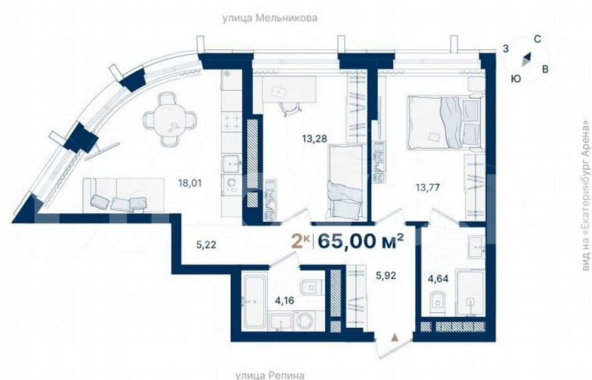 улица Мельникова
С
З
В
Ю
13,28
18,01
13,77
2к 65,00 м²
5,22
5,92
4,64
4,16
вид на «Екатеринбург Арена»
улица Репина